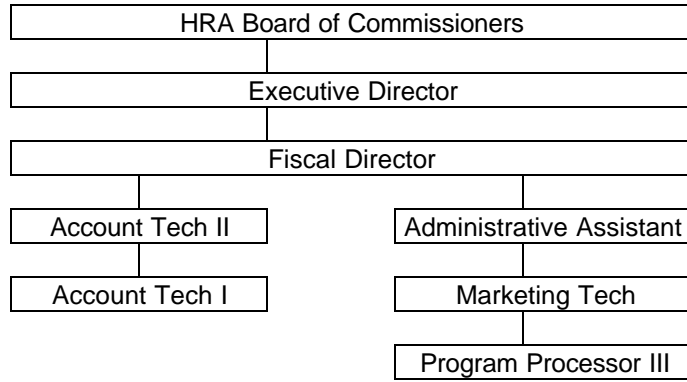 HRA Board of Commissioners
Executive Director
Fiscal Director
Account Tech II
Administrative Assistant
Account Tech I
Marketing Tech
Program Processor III